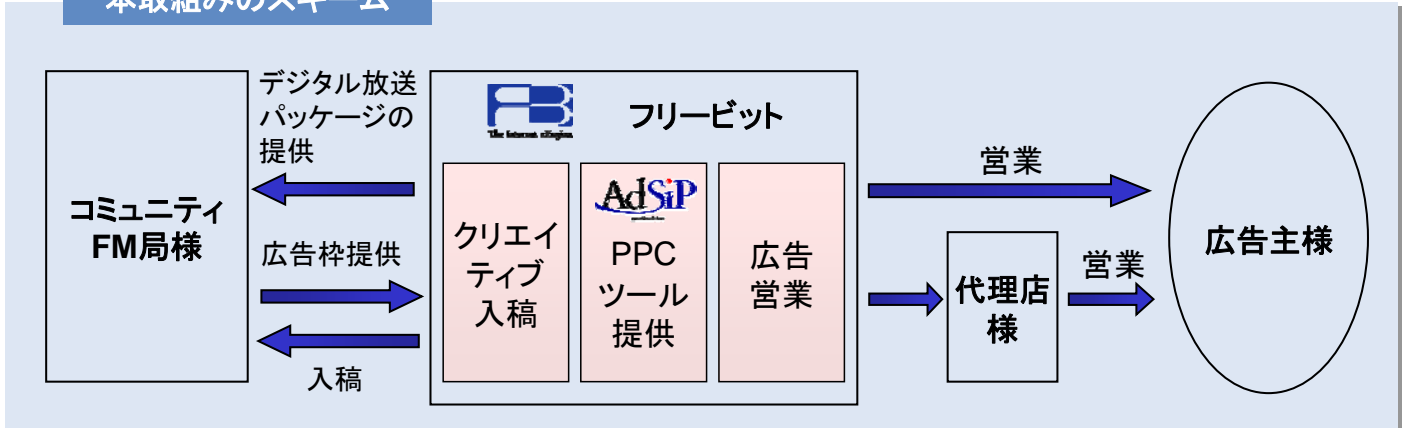 本取組みのスキーム
デジタル放送
パッケージの
提供
コミュニティ
FM局様
広告枠提供
入稿
フリービット
The Internet xEngine
クリエイ
ティブ
入稿
AdSiP
PPC
ツール
提供
広告
営業
営業
代理店
様
営業
広告主様